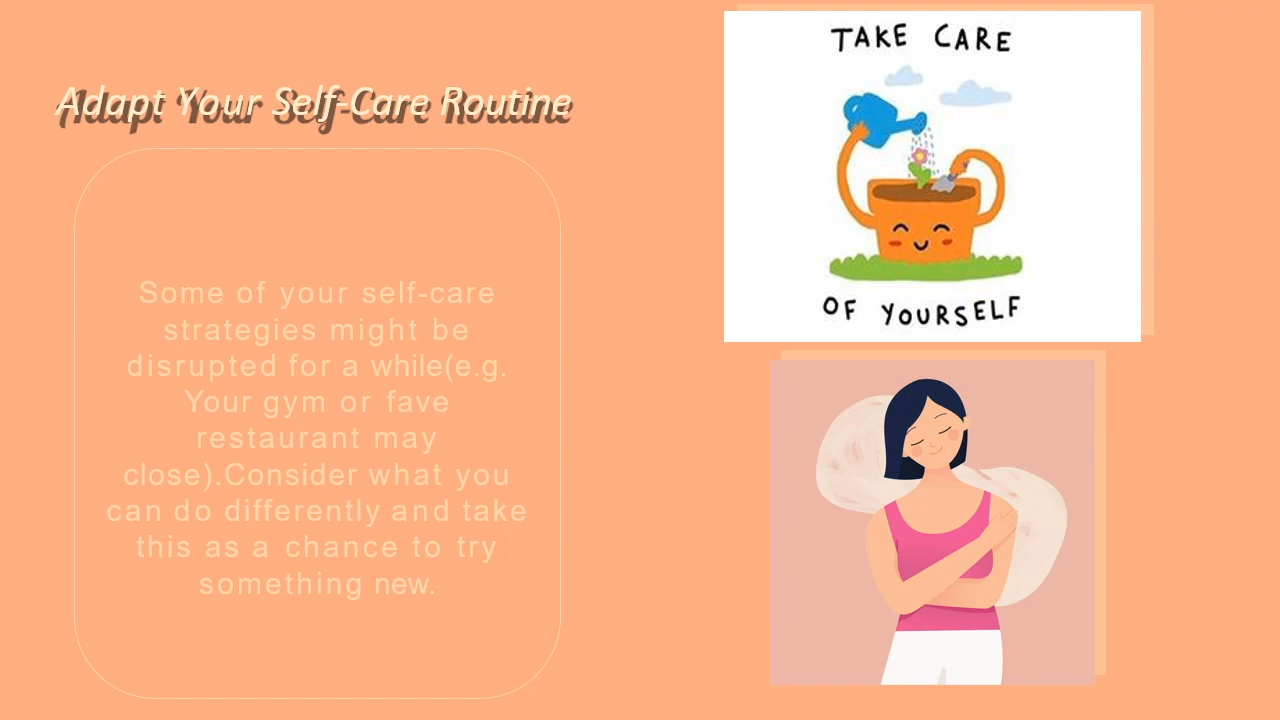 Adapt Your Self-Care Routine
Some of your self-care
strategies might be
disrupted for a while(e.g.
Your gym or fave
restaurant may
close).Consider what you
can do differently and take
this as a chance to try
something new.
TAKE CARE
OF YOURSELF